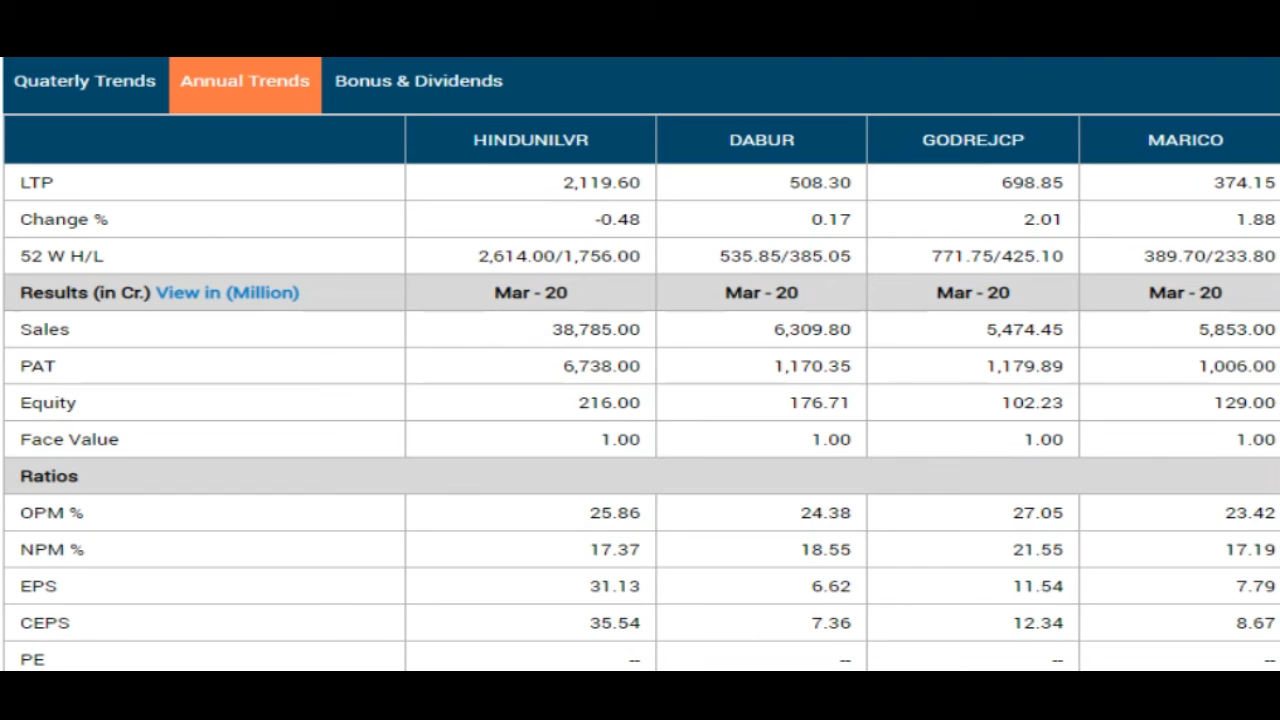 Quaterly Trends Annual Trends Bonus & Dividends
HINDUNILVR DABUR GODREJCP MARICO
LTP 2,119.60 508.30 698.85 374.15
Change % -0.48 0.17 2.01 1.88
52 W H/L 2,614.00/1,756.00 535.85/385.05 771.75/425.10 389.70/233.80
Results (in Cr.) View in (Million) Mar - 20 Mar - 20 Mar - 20 Mar - 20
Sales 38,785.00 6,309.80 5,474.45 5,853.00
PAT 6,738.00 1,170.35 1,179.89 1,006.00
Equity 216.00 176.71 102.23 129.00
Face Value 1.00 1.00 1.00 1.00
Ratios
OPM % 25.86 24.38 27.05 23.42
NPM % 17.37 18.55 21.55 17.19
EPS 31.13 6.62 11.54 7.79
CEPS 35.54 7.36 12.34 8.67
PE -- -- -- --